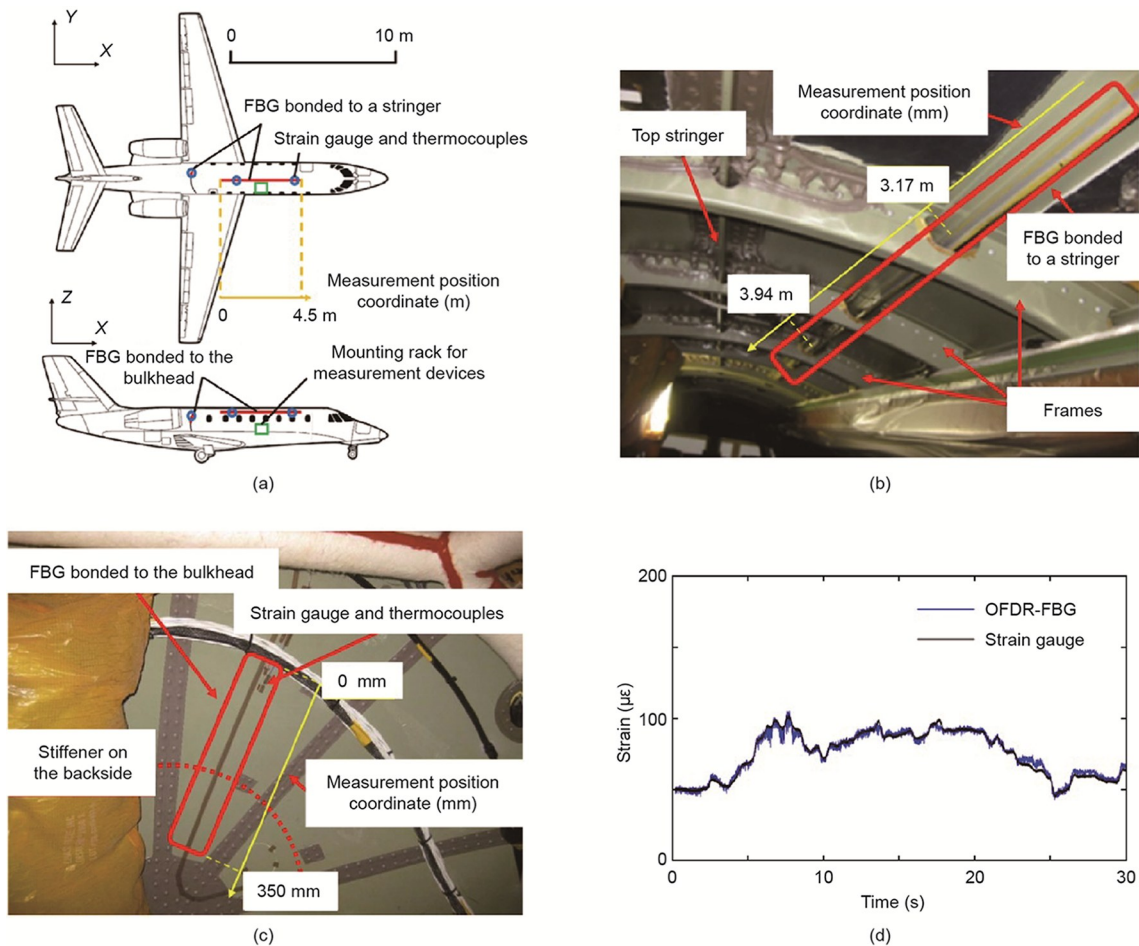 Y
X
0 10 m
FBG bonded to a stringer
Strain gauge and thermocouples
Measurement position
coordinate (m)
0 4.5 m
Z
X
FBG bonded to the
bulkhead
Mounting rack for
measurement devices
(a)
Measurement position
coordinate (mm)
Top stringer
3.17 m
FBG bonded
to a stringer
3.94 m
Frames
(b)
FBG bonded to the bulkhead
Strain gauge and thermocouples
0 mm
Stiffener on
the backside
Measurement position
coordinate (mm)
350 mm
(c)
200
OFDR-FBG
Strain gauge
Strain (με)
100
0
0 10 20 30
Time (s)
(d)